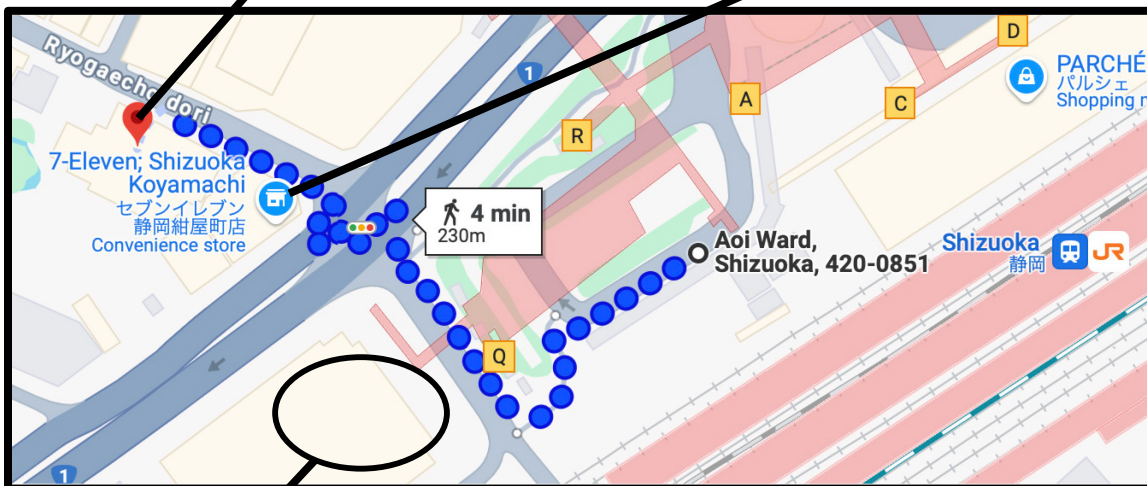 Ryogaecho dori
1
D
PARCHE
パルシェ
Shopping m
A
C
R
7-Eleven; Shizuoka
Koyamachi
セブンイレブン
静岡紺屋町店
Convenience store
4 min
230m
Aoi Ward,
Shizuoka, 420-0851
Shizuoka
静岡
JR
Q
1